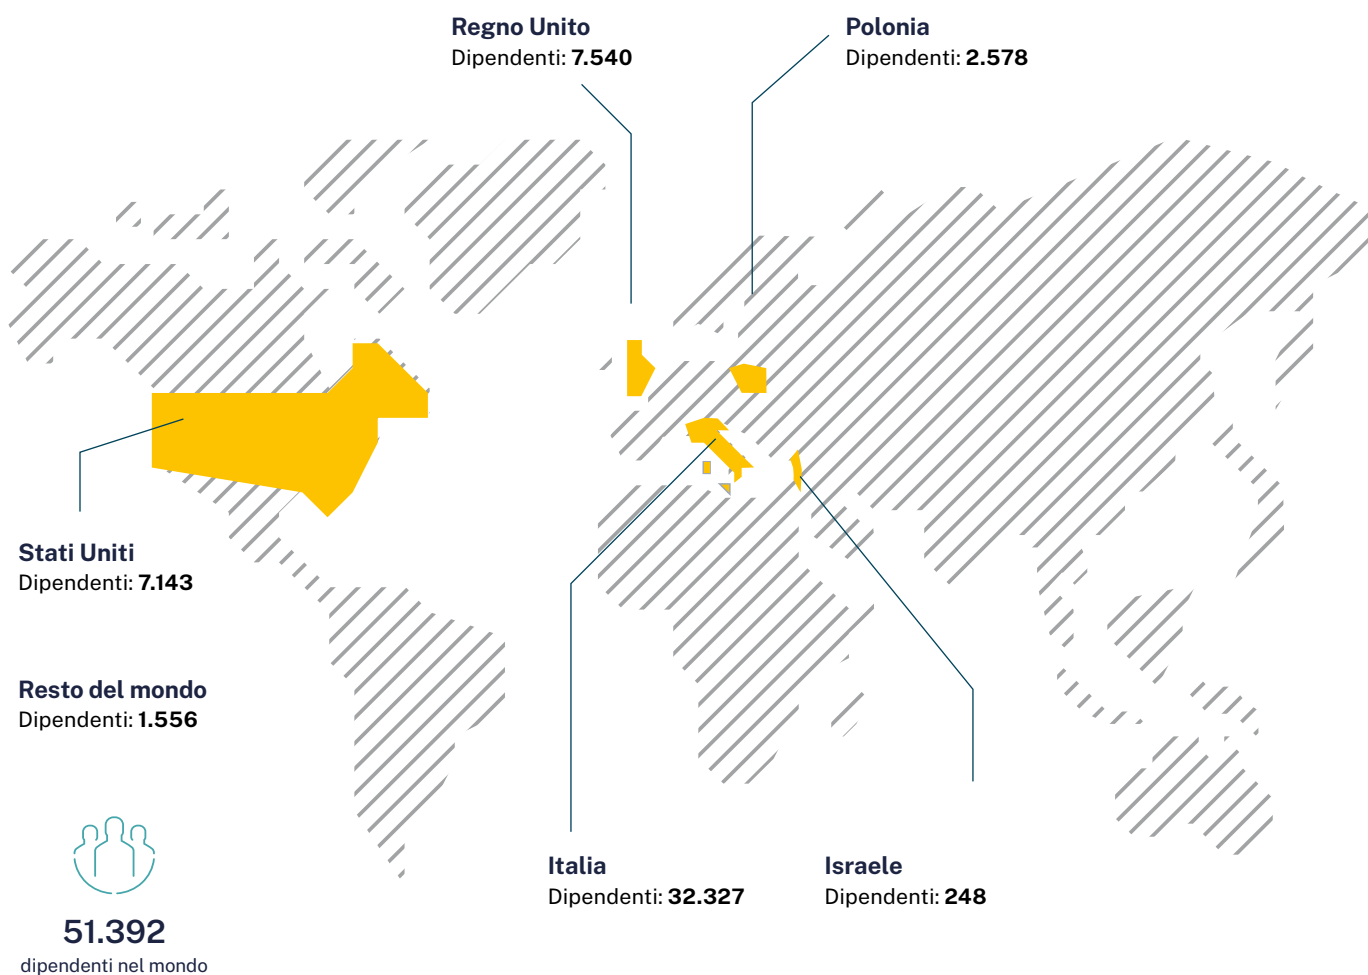 Regno Unito
Dipendenti: 7.540
Polonia
Dipendenti: 2.578
Stati Uniti
Dipendenti: 7.143
Resto del mondo
Dipendenti: 1.556
Italia
Dipendenti: 32.327
Israele
Dipendenti: 248
51.392
dipendenti nel mondo